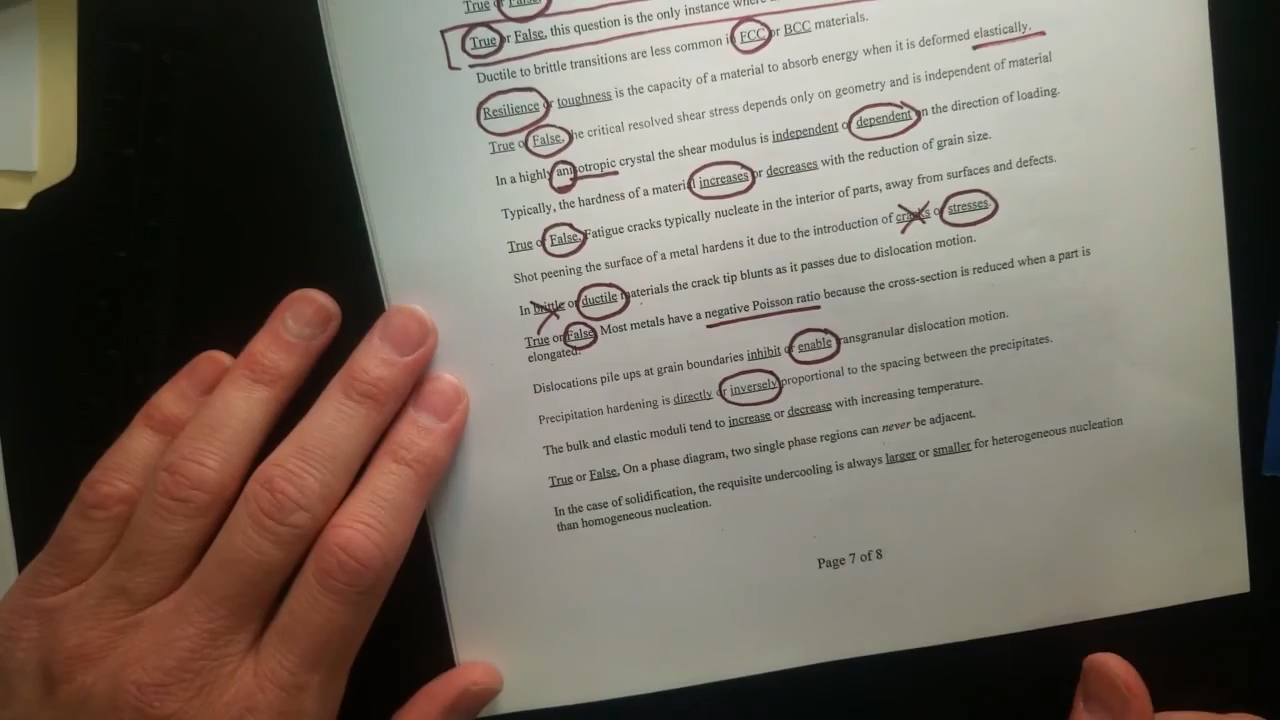 True or False,
True or False, this question is the only instance where
Ductile to brittle transitions are less common in FCC or BCC materials.
Resilience or toughness is the capacity of a material to absorb energy when it is deformed elastically.
True or False, the critical resolved shear stress depends only on geometry and is independent of material
In a highly anisotropic crystal the shear modulus is independent or dependent on the direction of loading.
Typically, the hardness of a material increases or decreases with the reduction of grain size.
True or False, Fatigue cracks typically nucleate in the interior of parts, away from surfaces and defects.
Shot peening the surface of a metal hardens it due to the introduction of cracks or stresses.
In brittle or ductile materials the crack tip blunts as it passes due to dislocation motion.
True or False, Most metals have a negative Poisson ratio because the cross-section is reduced when a part is
elongated.
Dislocations pile ups at grain boundaries inhibit or enable transgranular dislocation motion.
Precipitation hardening is directly or inversely proportional to the spacing between the precipitates.
The bulk and elastic moduli tend to increase or decrease with increasing temperature.
True or False, On a phase diagram, two single phase regions can never be adjacent.
In the case of solidification, the requisite undercooling is always larger or smaller for heterogeneous nucleation
than homogeneous nucleation.
Page 7 of 8